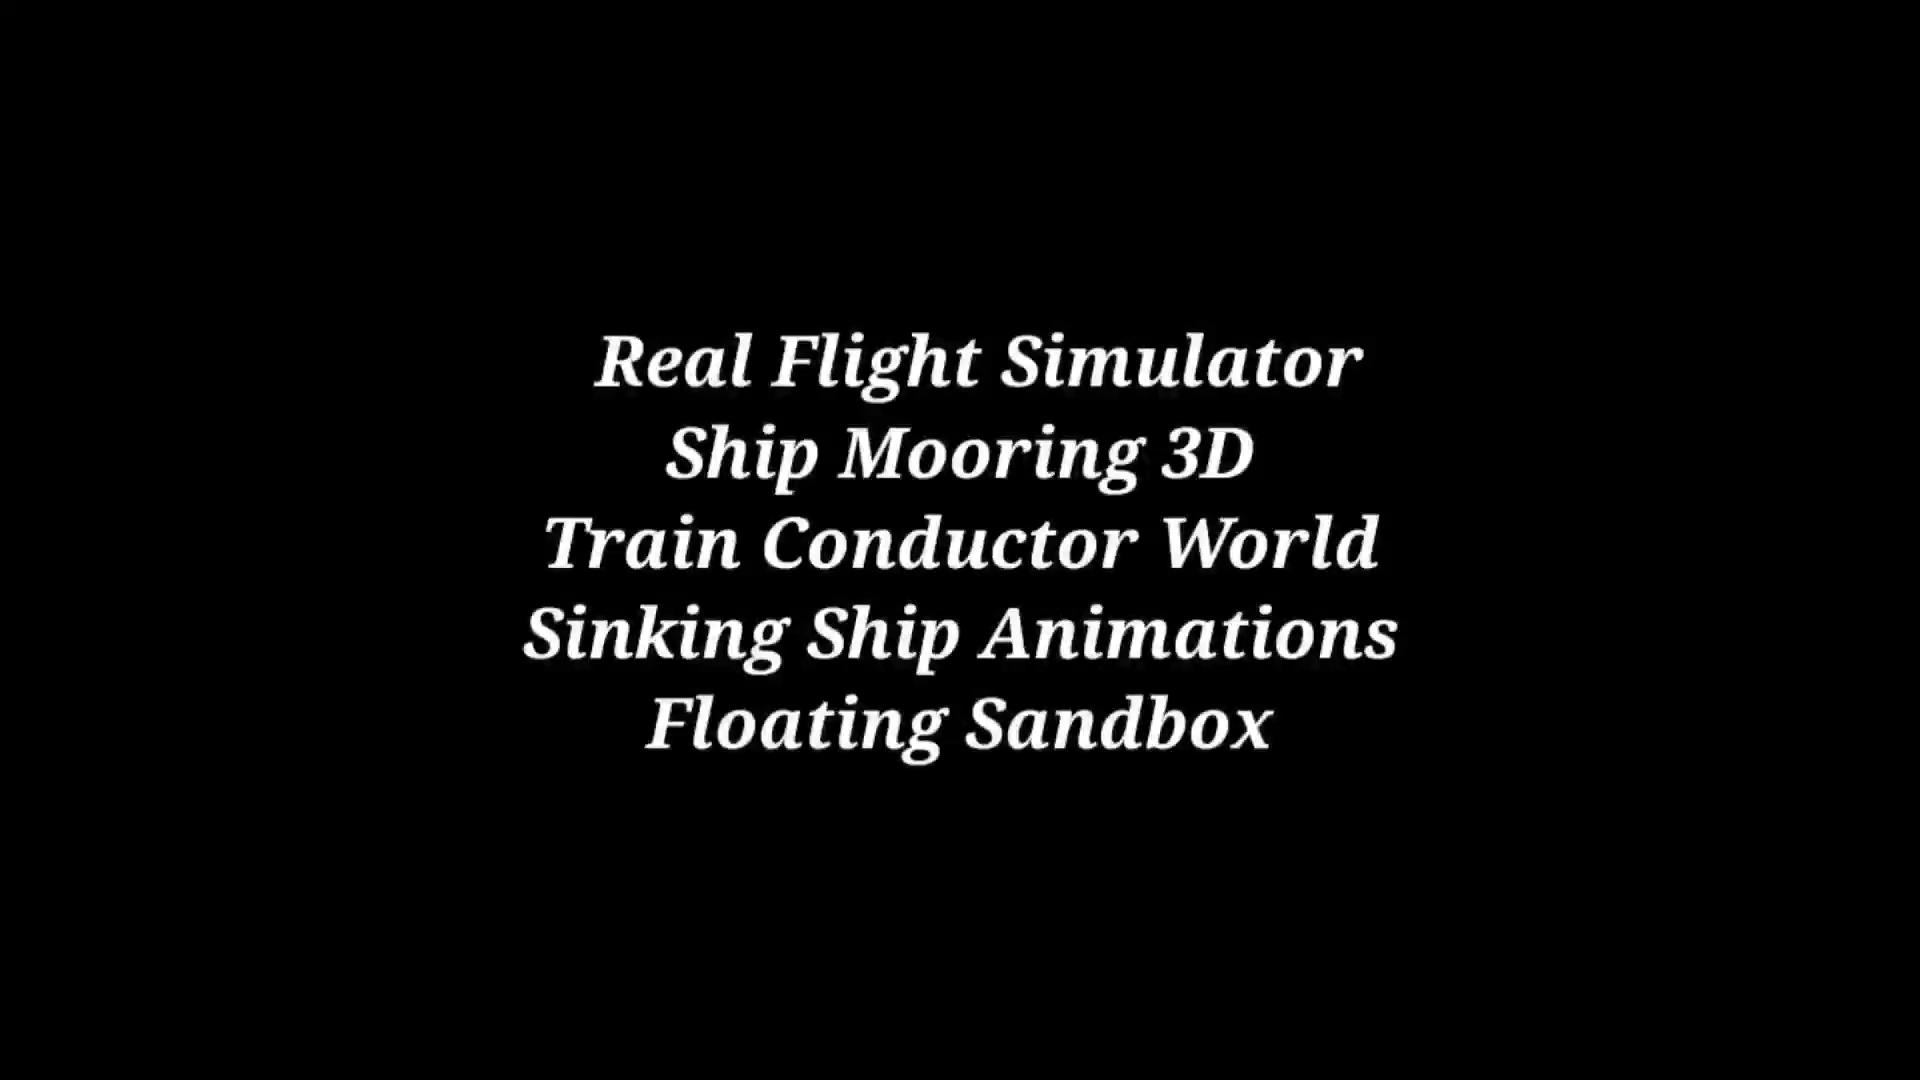 Real Flight Simulator
Ship Mooring 3D
Train Conductor World
Sinking Ship Animations
Floating Sandbox